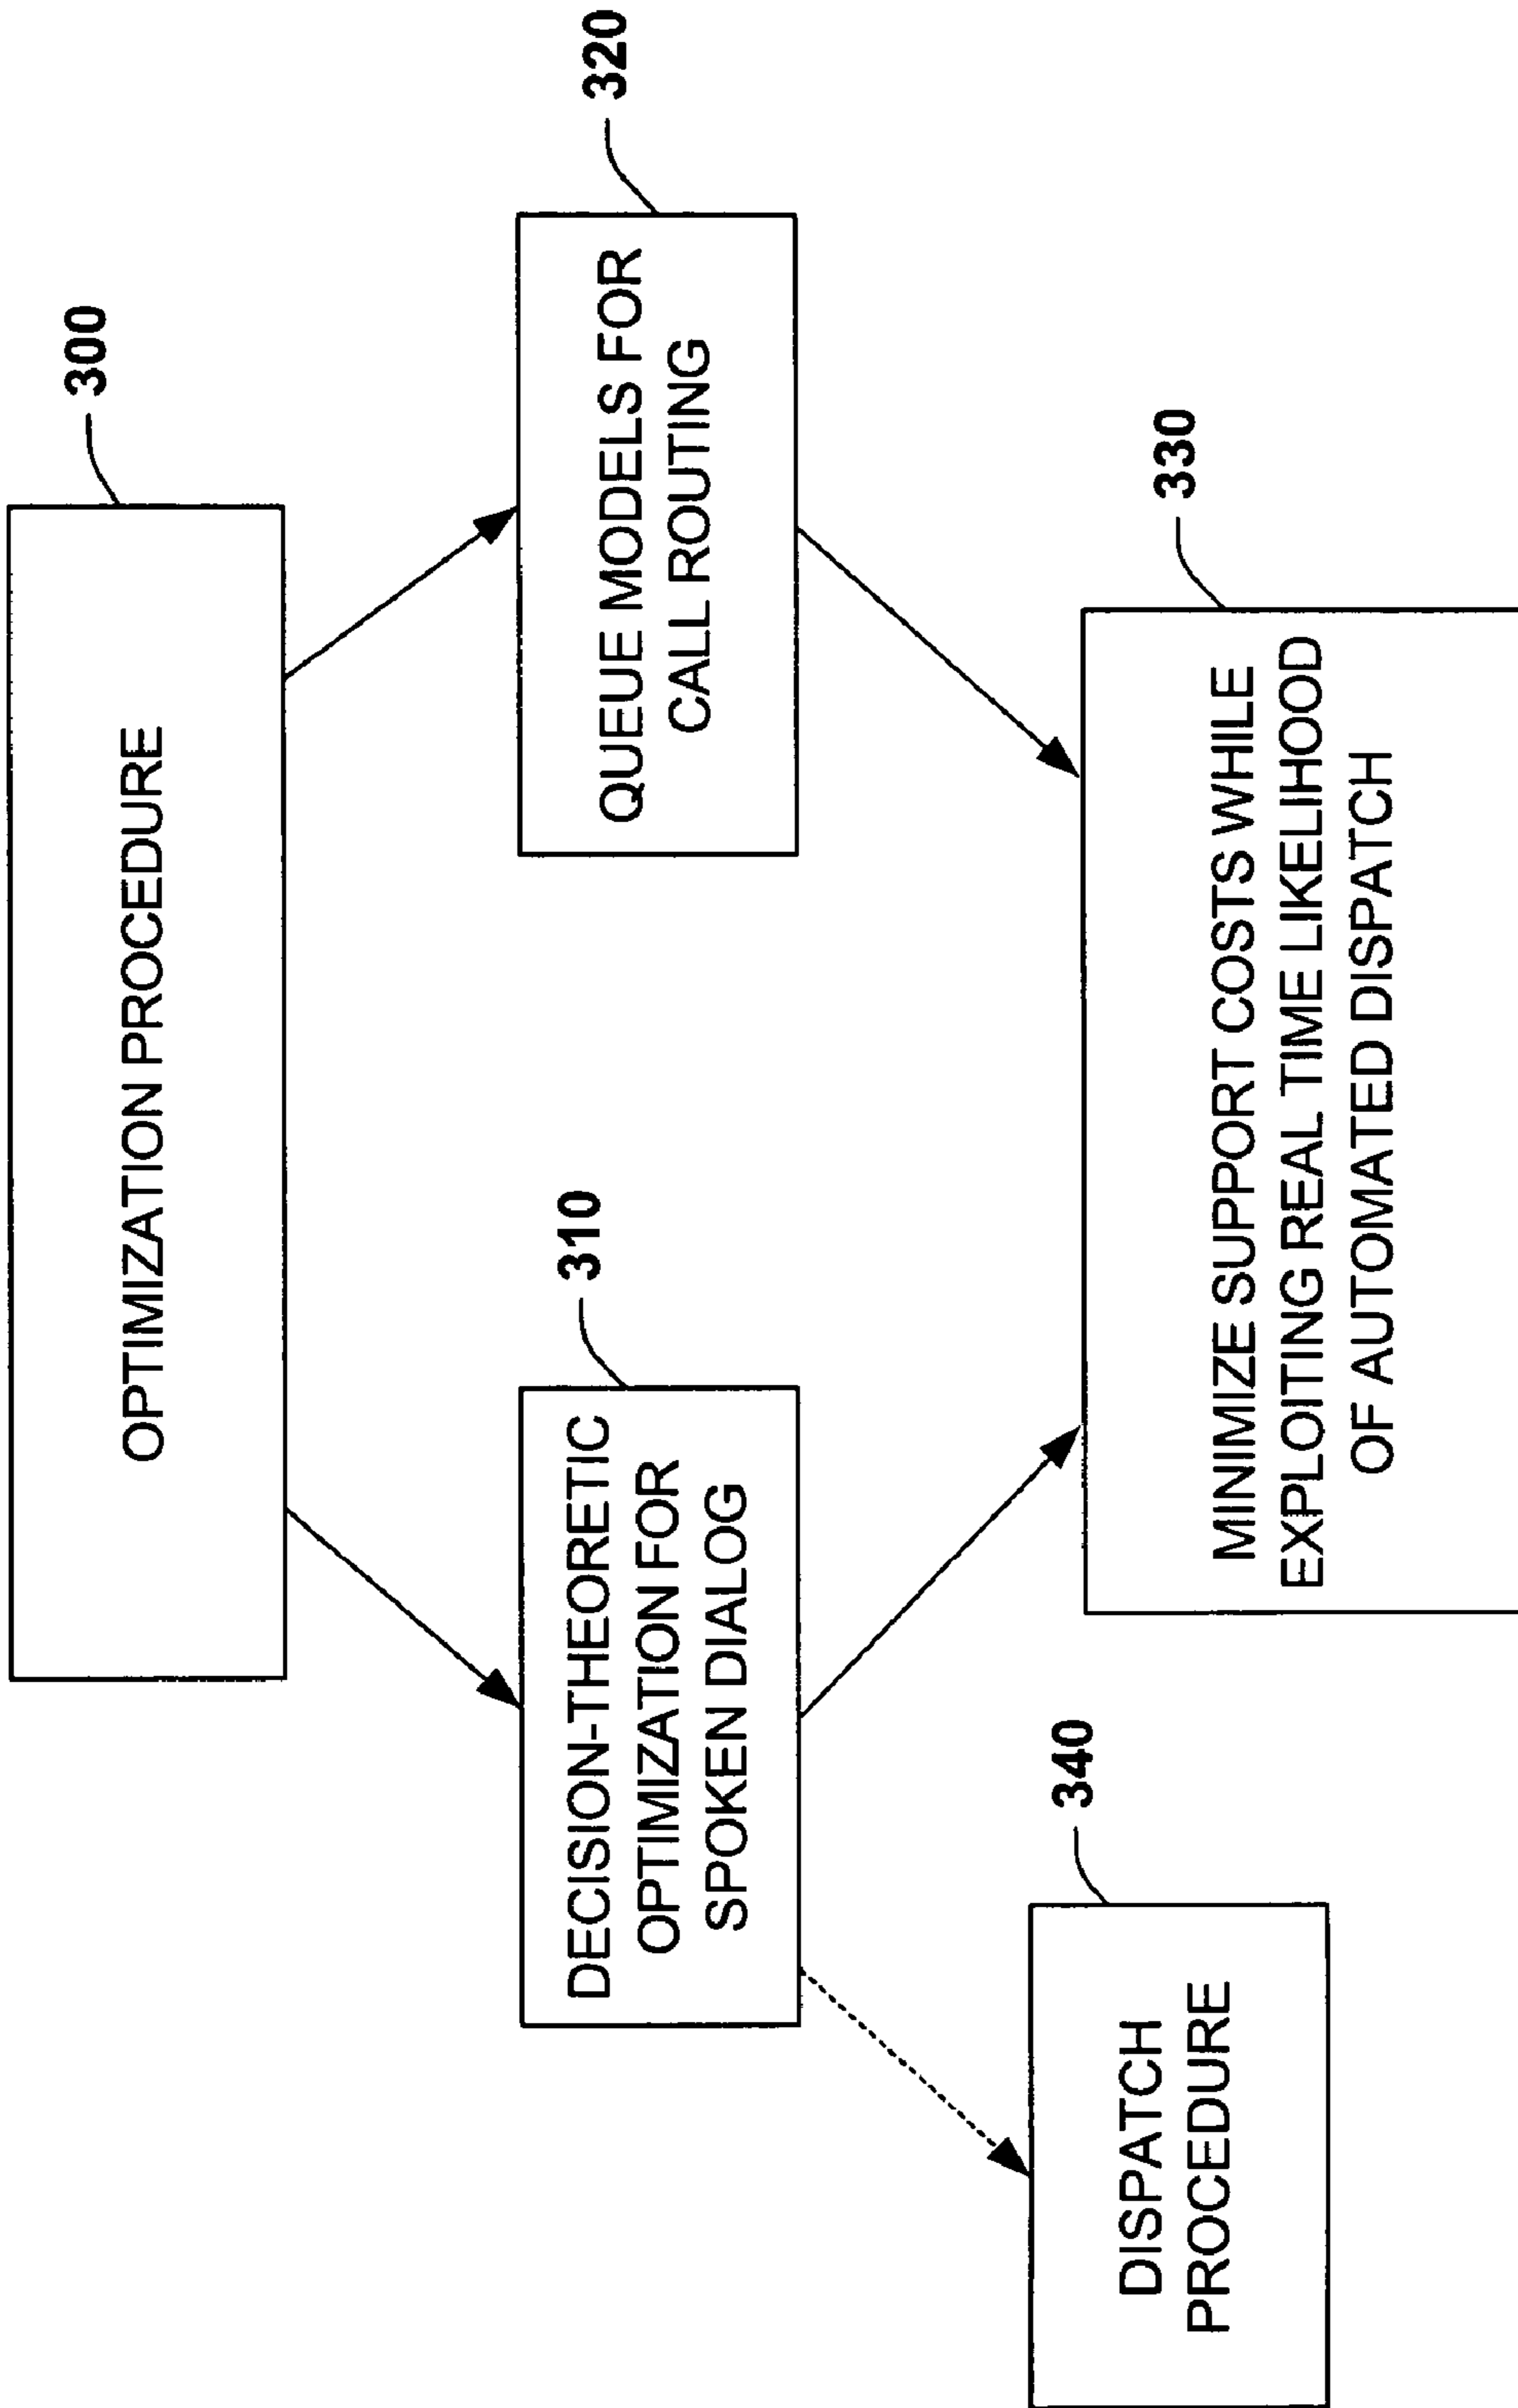 300
OPTIMIZATION PROCEDURE
310
DECISION-THEORETIC
OPTIMIZATION FOR
SPOKEN DIALOG
320
QUEUE MODELS FOR
CALL ROUTING
340
DISPATCH
PROCEDURE
330
MINIMIZE SUPPORT COSTS WHILE
EXPLOITING REAL TIME LIKELIHOOD
OF AUTOMATED DISPATCH